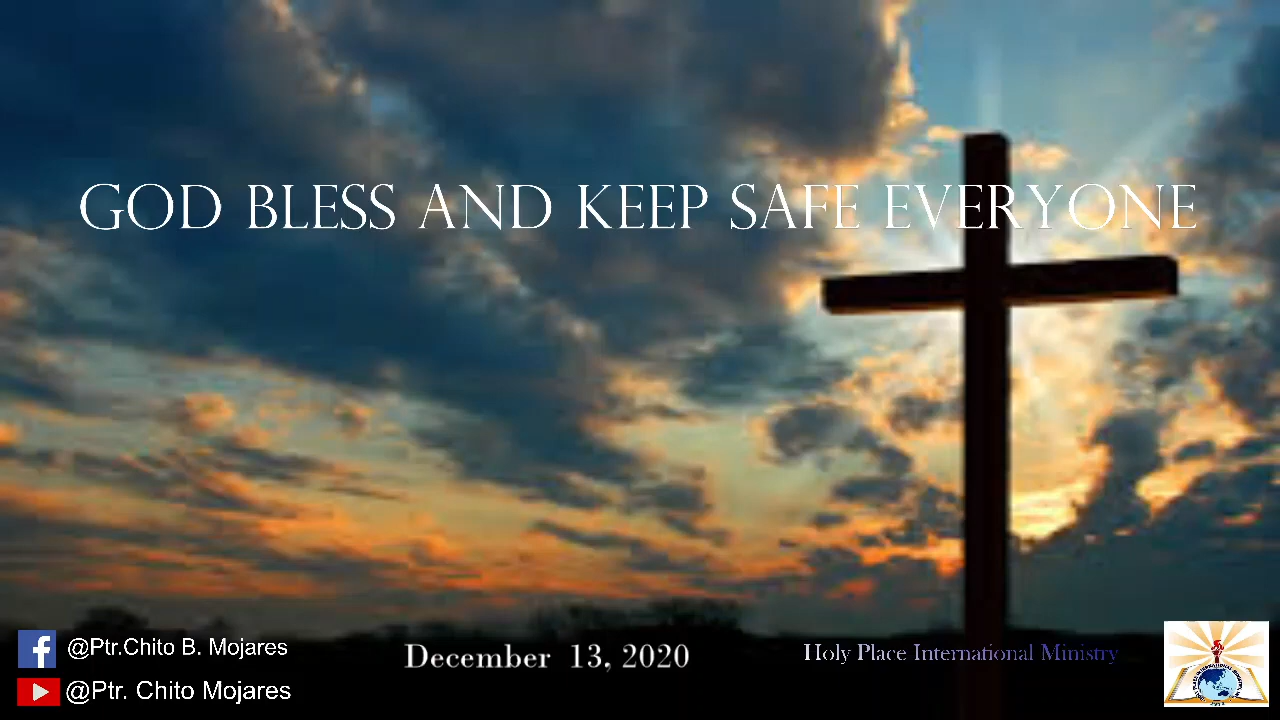 GOD BLESS AND KEEP SAFE EVERYONE
@Ptr.Chito B. Mojares
@Ptr. Chito Mojares
December 13, 2020
Holy Place International Ministry